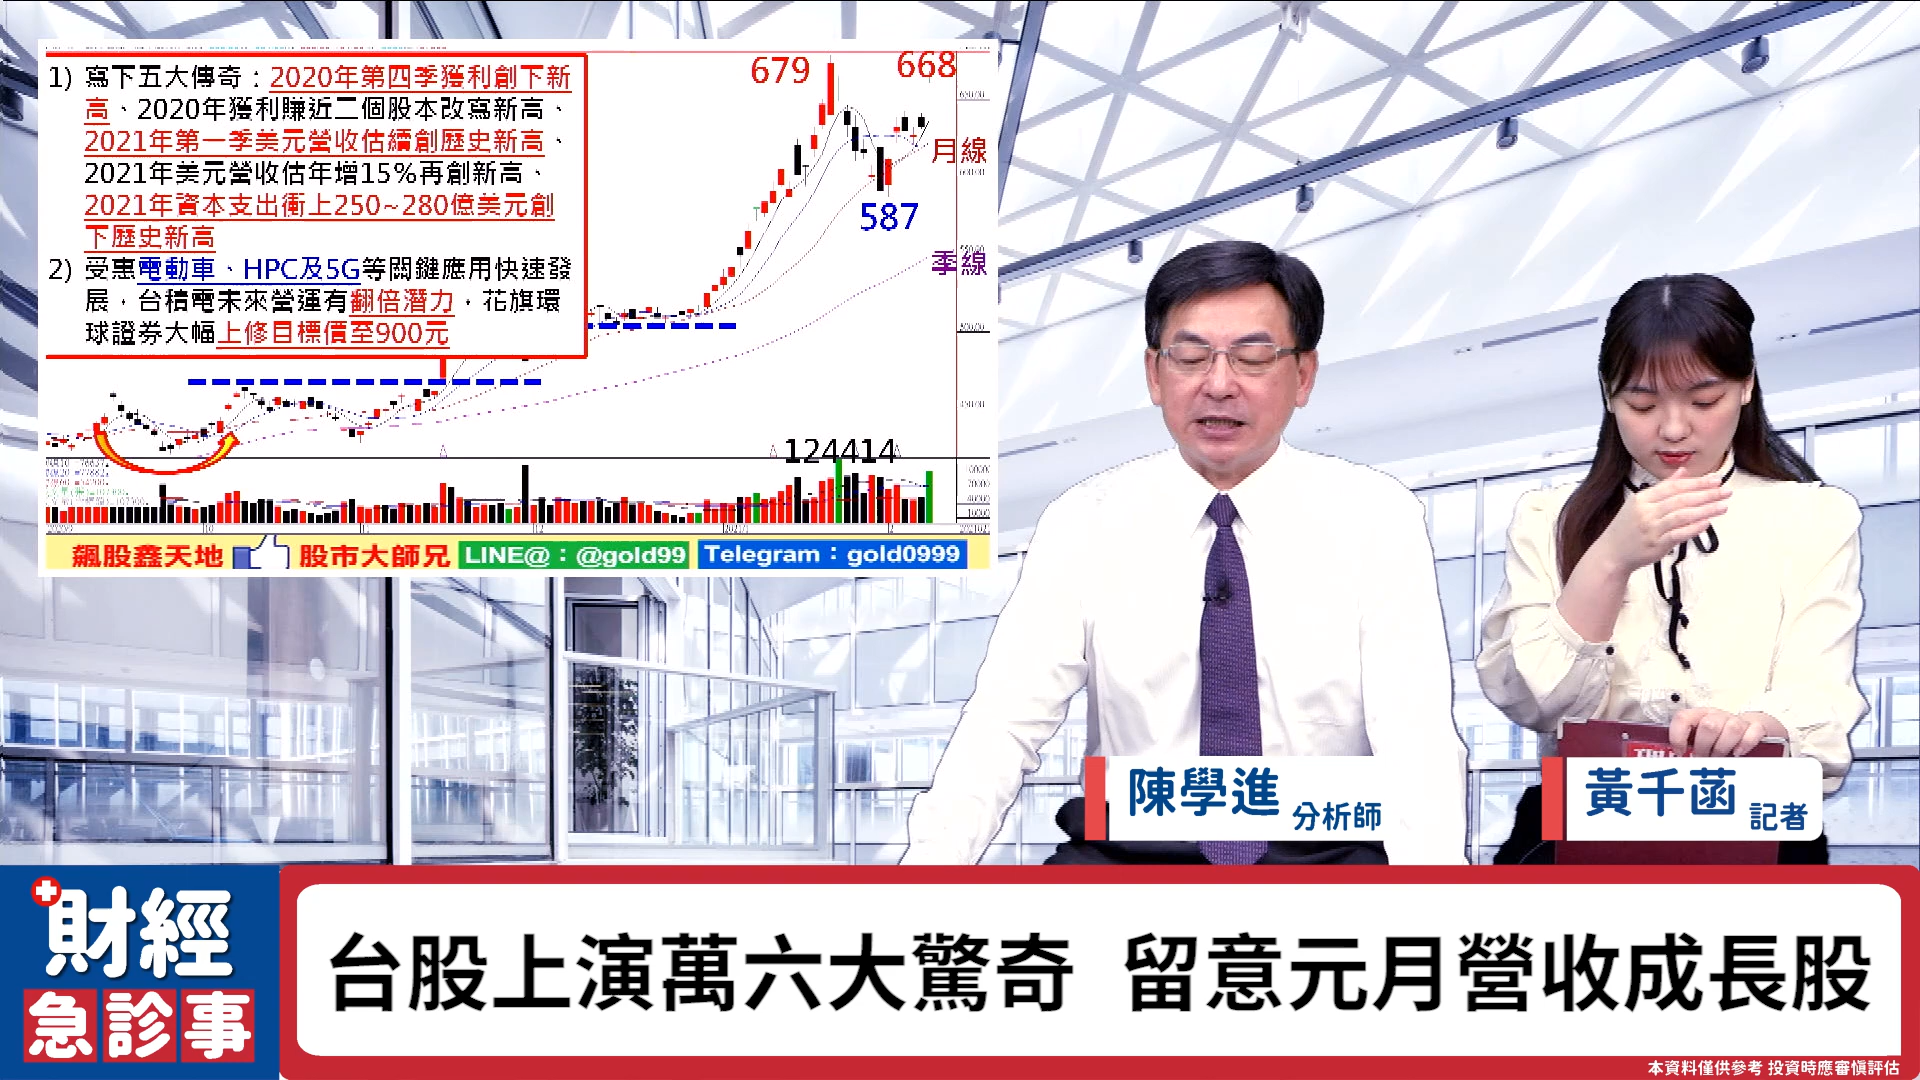 1) 寫下五大傳奇：2020年第四季獲利創下新
高、2020年獲利賺近二個股本改寫新高、
2021年第一季美元營收估續創歷史新高、
2021年美元營收估年增15%再創新高、
2021年資本支出衝上250~280億美元創
下歷史新高
2) 受惠電動車、HPC及5G等關鍵應用快速發
展，台積電未來營運有翻倍潛力，花旗環
球證券大幅上修目標價至900元
679
668
月線
587
季線
124414
飆股鑫天地 股市大師兄 LINE@：@gold99 Telegram：gold0999
陳學進 分析師
黃千菡 記者
財經
急診事
台股上演萬六大驚奇 留意元月營收成長股
本資料僅供參考 投資時應審慎評估